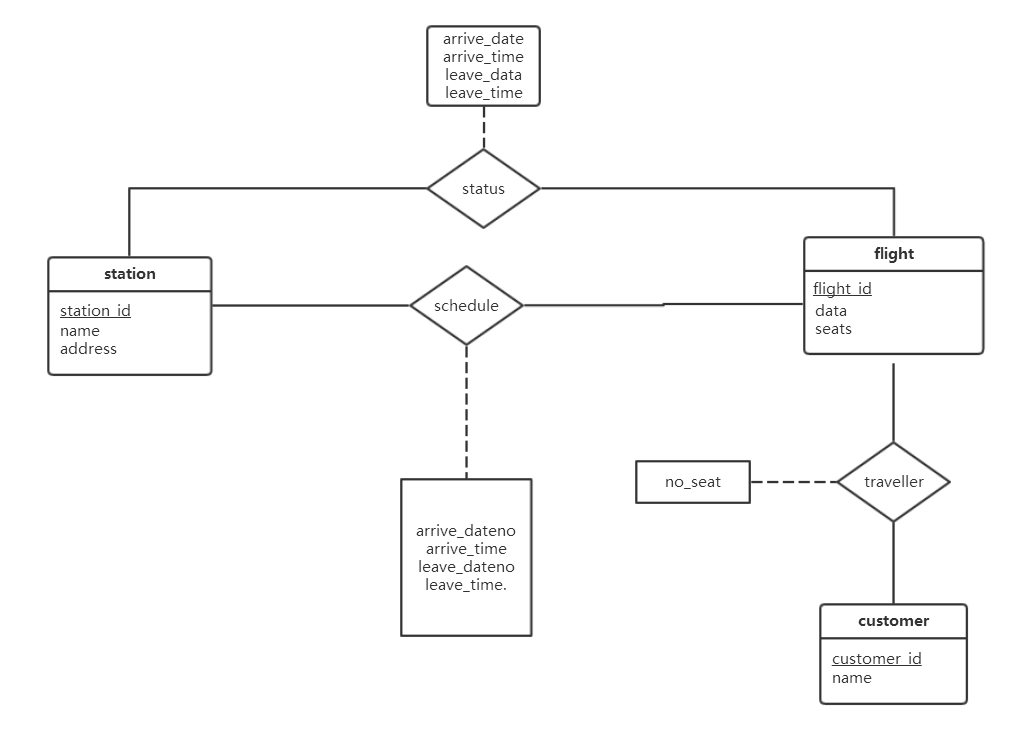 arrive_date
arrive_time
leave_data
leave_time
status
station
station_id
name
address
schedule
flight
flight_id
data
seats
arrive_dateno
arrive_time
leave_dateno
leave_time.
no_seat
traveller
customer
customer_id
name